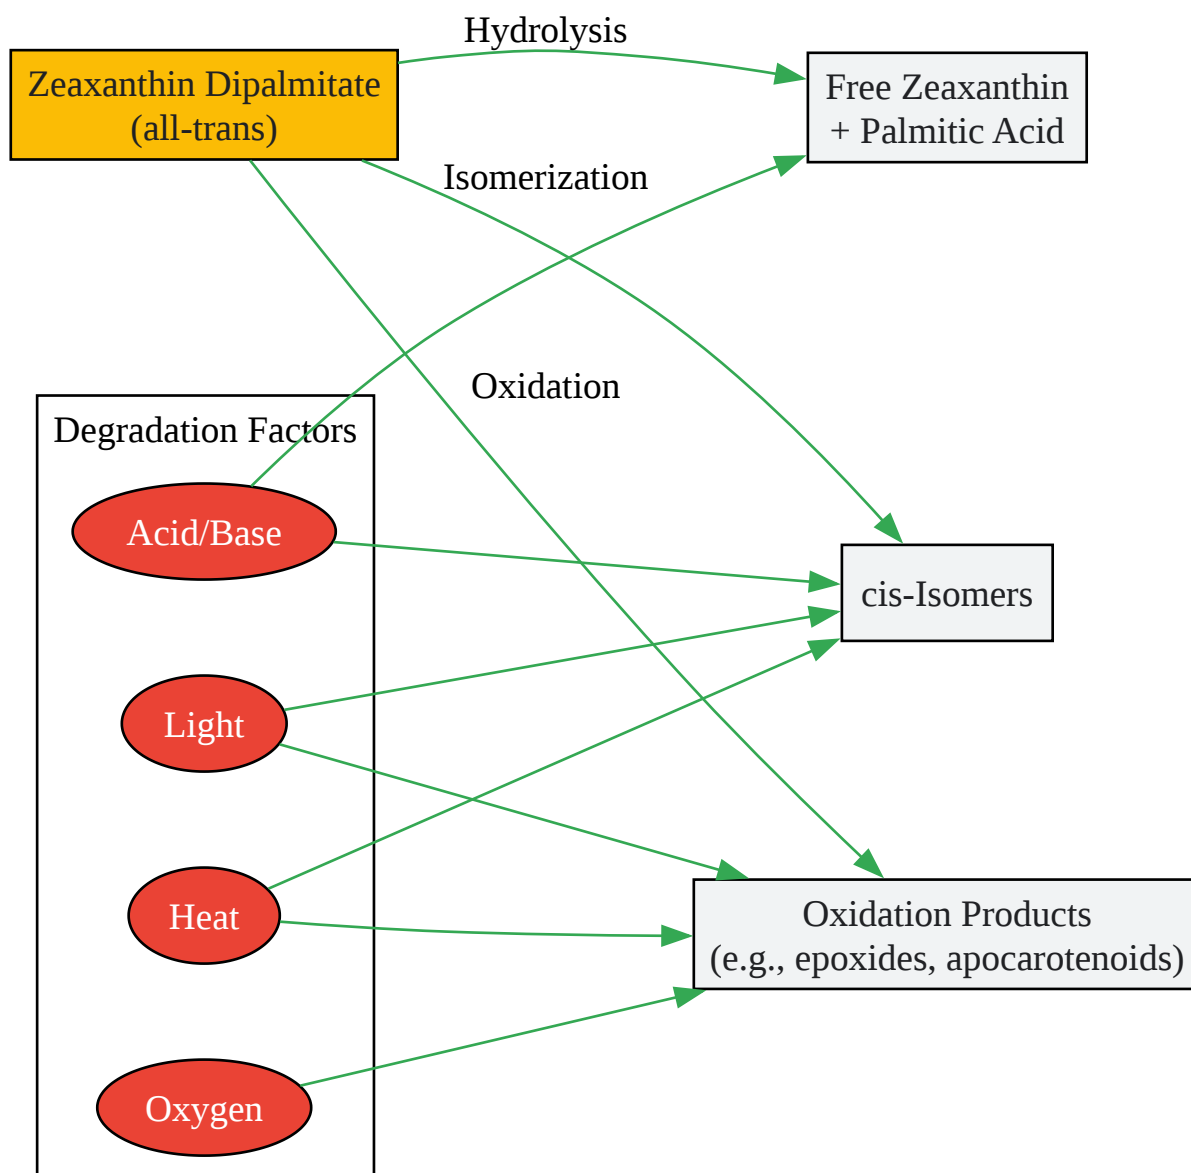 Hydrolysis
Zeaxanthin Dipalmitate
(all-trans)
Free Zeaxanthin
+ Palmitic Acid
Isomerization
Oxidation
Degradation Factors
Acid/Base
cis-Isomers
Light
Heat
Oxidation Products
(e.g., epoxides, apocarotenoids)
Oxygen